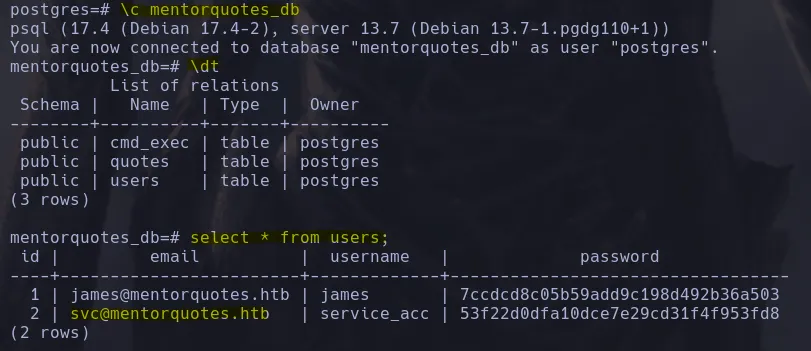 postgres=# \c mentorquotes_db
psql (17.4 (Debian 17.4-2), server 13.7 (Debian 13.7-1.pgdg110+1))
You are now connected to database "mentorquotes_db" as user "postgres".
mentorquotes_db=# \dt
          List of relations
 Schema |   Name   | Type  |  Owner
--------+----------+-------+----------
 public | cmd_exec | table | postgres
 public | quotes   | table | postgres
 public | users    | table | postgres
(3 rows)

mentorquotes_db=# select * from users;
 id |         email          |  username   |             password
----+------------------------+-------------+----------------------------------
  1 | james@mentorquotes.htb | james       | 7ccdcd8c05b59add9c198d492b36a503
  2 | svc@mentorquotes.htb   | service_acc | 53f22d0dfa10dce7e29cd31f4f953fd8
(2 rows)